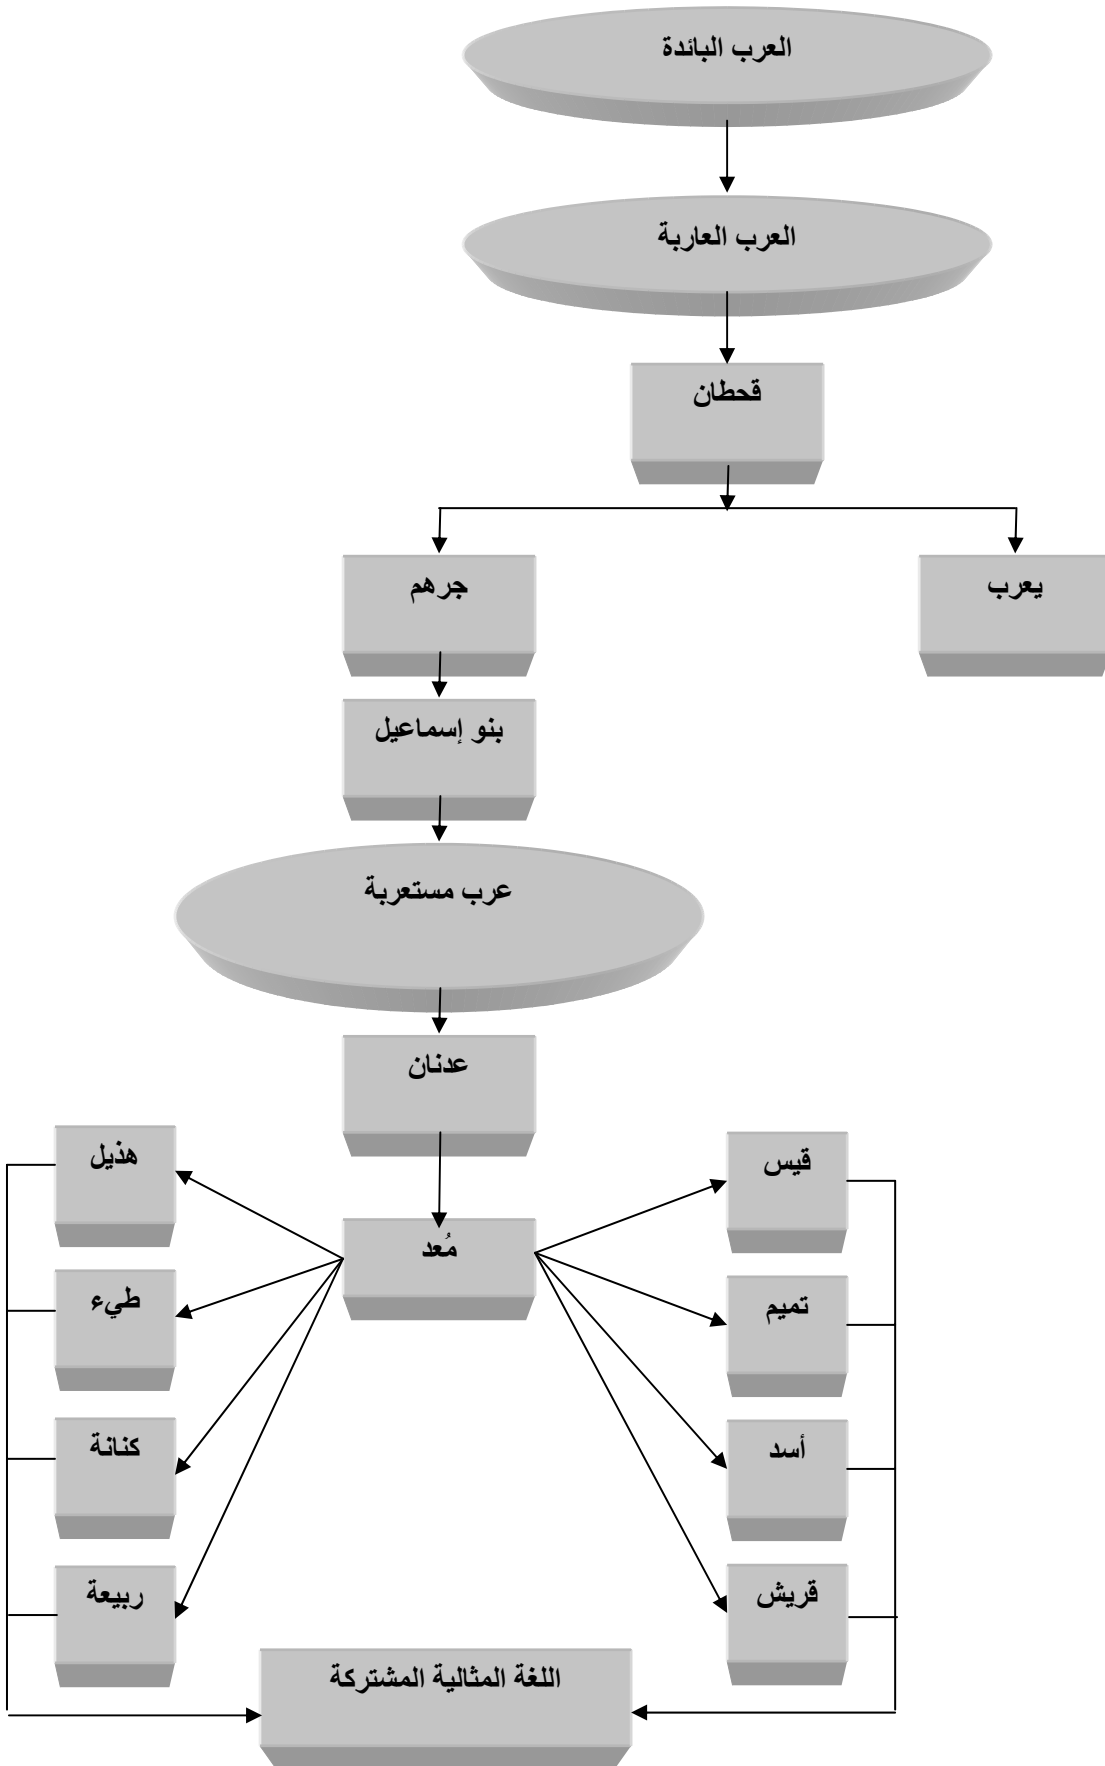 العرب البائدة
العرب العاربة
قحطان
يعرب
جرهم
بنو إسماعيل
عرب مستعربة
عدنان
مُعد
قيس
هذيل
تميم
طيء
أسد
كنانة
قريش
ربيعة
اللغة المثالية المشتركة